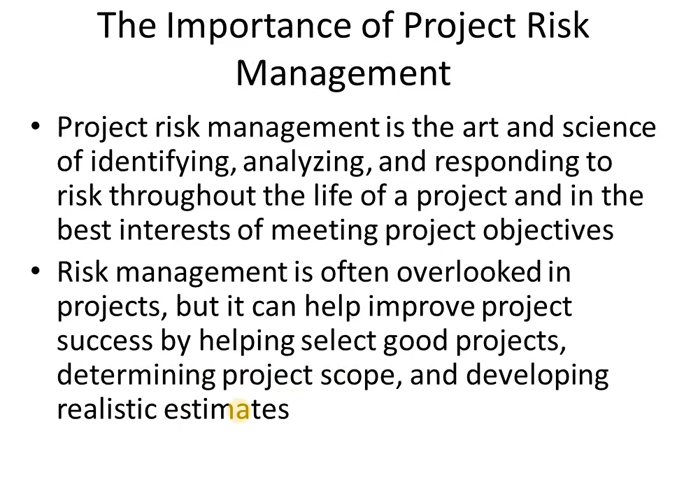 The Importance of Project Risk
Management
• Project risk management is the art and science
of identifying, analyzing, and responding to
risk throughout the life of a project and in the
best interests of meeting project objectives
• Risk management is often overlooked in
projects, but it can help improve project
success by helping select good projects,
determining project scope, and developing
realistic estimates